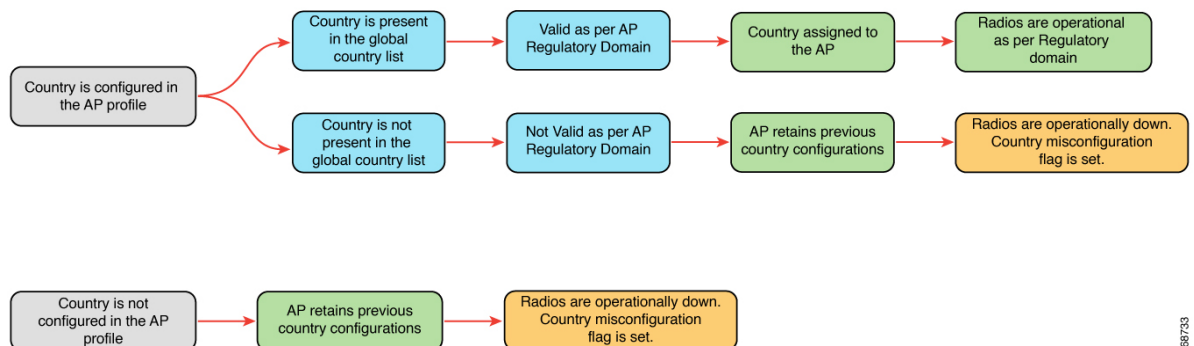 Country is present
in the global
country list
Valid as per AP
Regulatory Domain
Country assigned to
the AP
Radios are operational
as per Regulatory
domain
Country is configured in
the AP profile
Country is not
present in the
global country list
Not Valid as per AP
Regulatory Domain
AP retains previous
country configurations
Radios are operationally down.
Country misconfiguration
flag is set.
Country is not
configured in the AP
profile
AP retains previous
country configurations
Radios are operationally down.
Country misconfiguration
flag is set.
68733